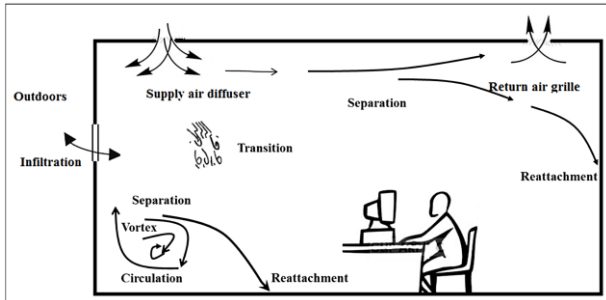 Supply air diffuser
Return air grille
Separation
Outdoors
Transition
Infiltration
Reattachment
Separation
Vortex
Circulation
Reattachment